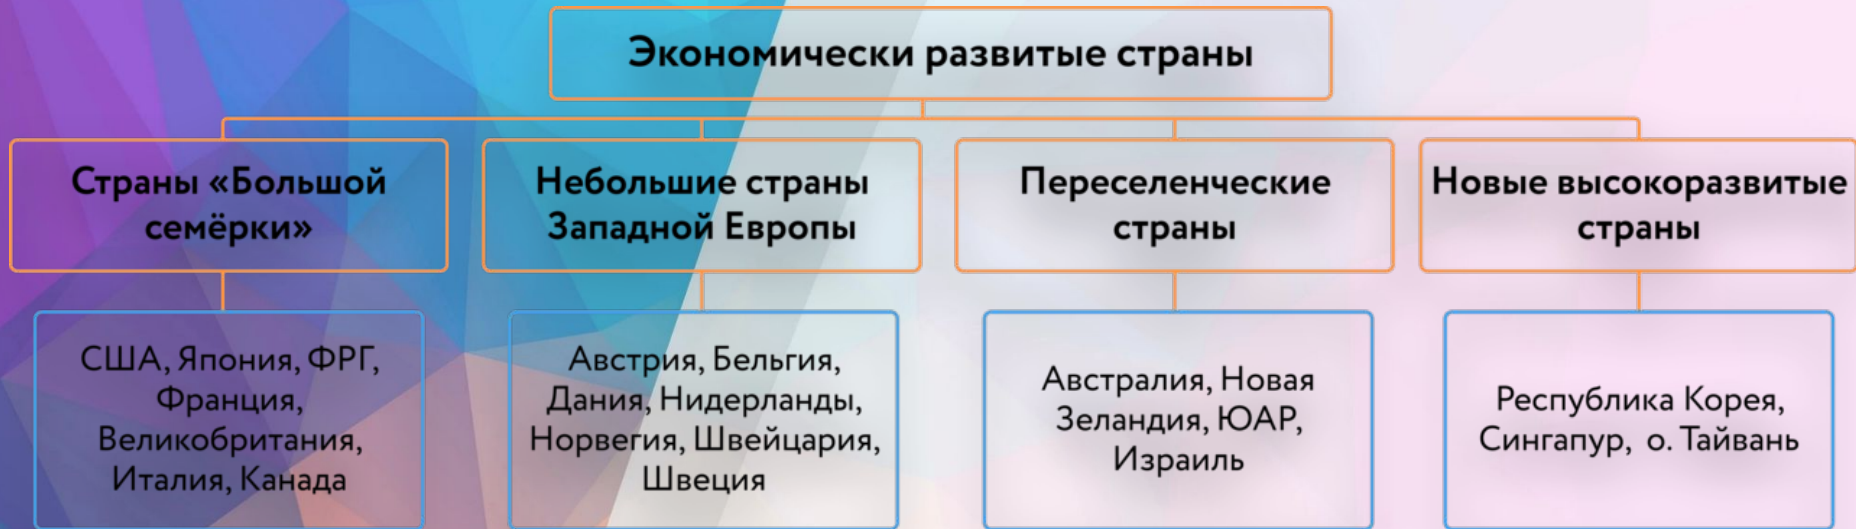 Экономически развитые страны
Страны «Большой
семёрки»
США, Япония, ФРГ,
Франция,
Великобритания,
Италия, Канада
Небольшие страны
Западной Европы
Австрия, Бельгия,
Дания, Нидерланды,
Норвегия, Швейцария,
Швеция
Переселенческие
страны
Австралия, Новая
Зеландия, ЮАР,
Израиль
Новые высокоразвитые
страны
Республика Корея,
Сингапур, о. Тайвань